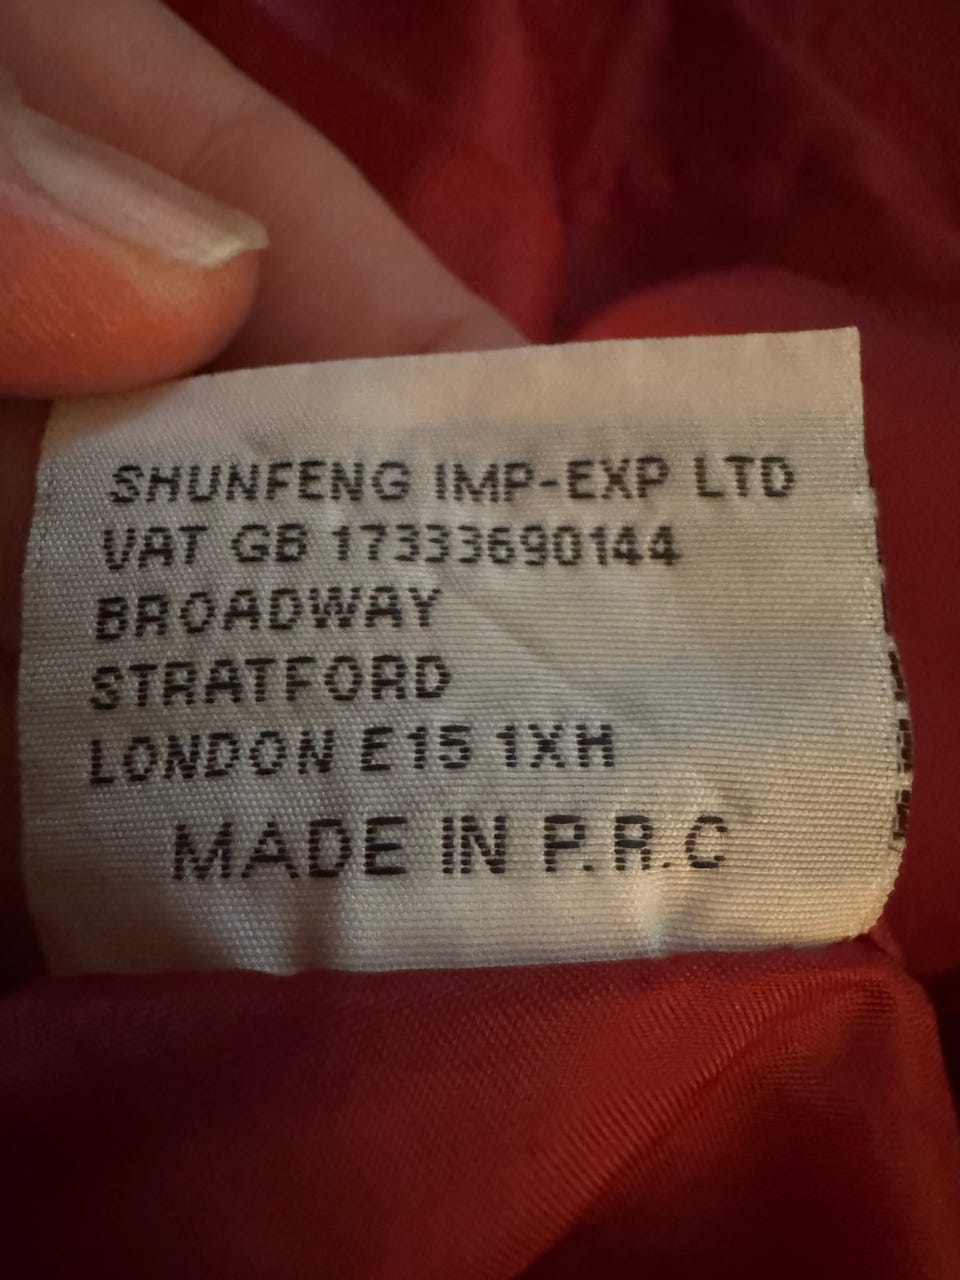 SHUNFENG IMP-EXP LTD
VAT GB 17333690144
BROADWAY
STRATFORD
LONDON E15 1XH
MADE IN P.R.C